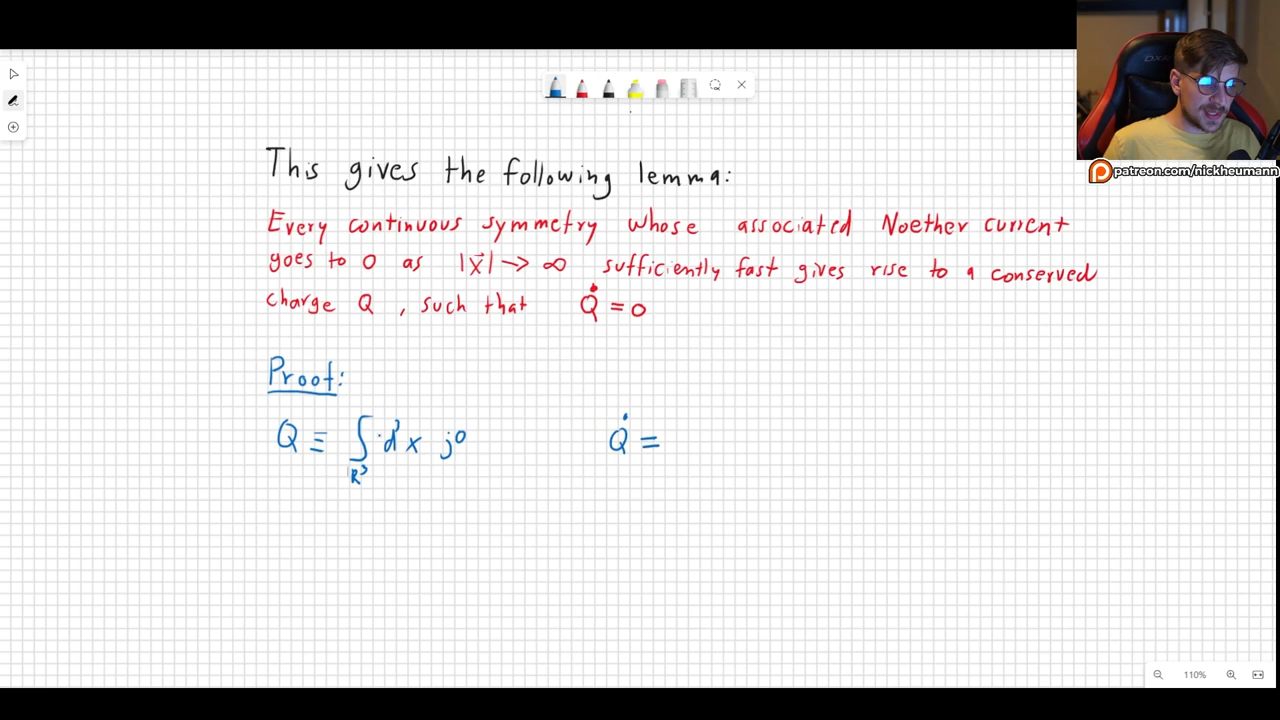 patreon.com/nickheumann
This gives the following lemma:
Every continuous symmetry whose associated Noether current
goes to 0 as |x⃗| → ∞ sufficiently fast gives rise to a conserved
charge Q, such that Q̇ = 0
Proof:
Q ≡ ∫_{R³} d³x j⁰ Q̇ =
110%